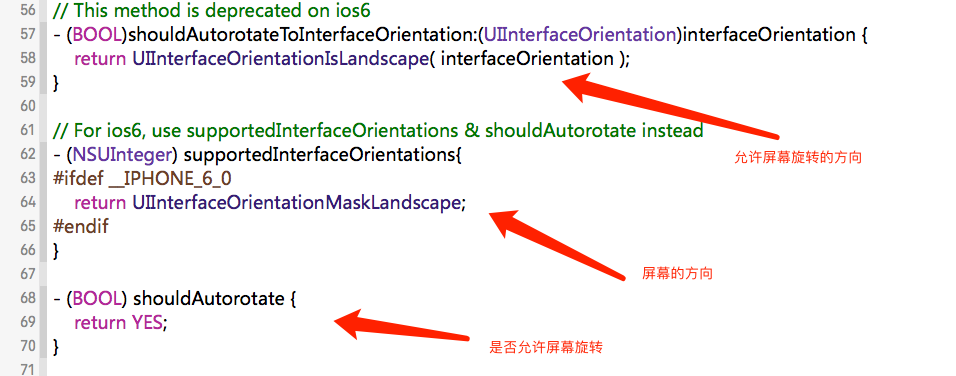 56 // This method is deprecated on ios6
57 - (BOOL)shouldAutorotateToInterfaceOrientation:(UIInterfaceOrientation)interfaceOrientation {
58 return UIInterfaceOrientationIsLandscape( interfaceOrientation );
59 }
60
允许屏幕旋转的方向
61 // For ios6, use supportedInterfaceOrientations & shouldAutorotate instead
62 - (NSUInteger) supportedInterfaceOrientations{
63 #ifdef __IPHONE_6_0
64 return UIInterfaceOrientationMaskLandscape;
65 #endif
66 }
67
屏幕的方向
68 - (BOOL) shouldAutorotate {
69 return YES;
70 }
是否允许屏幕旋转
71